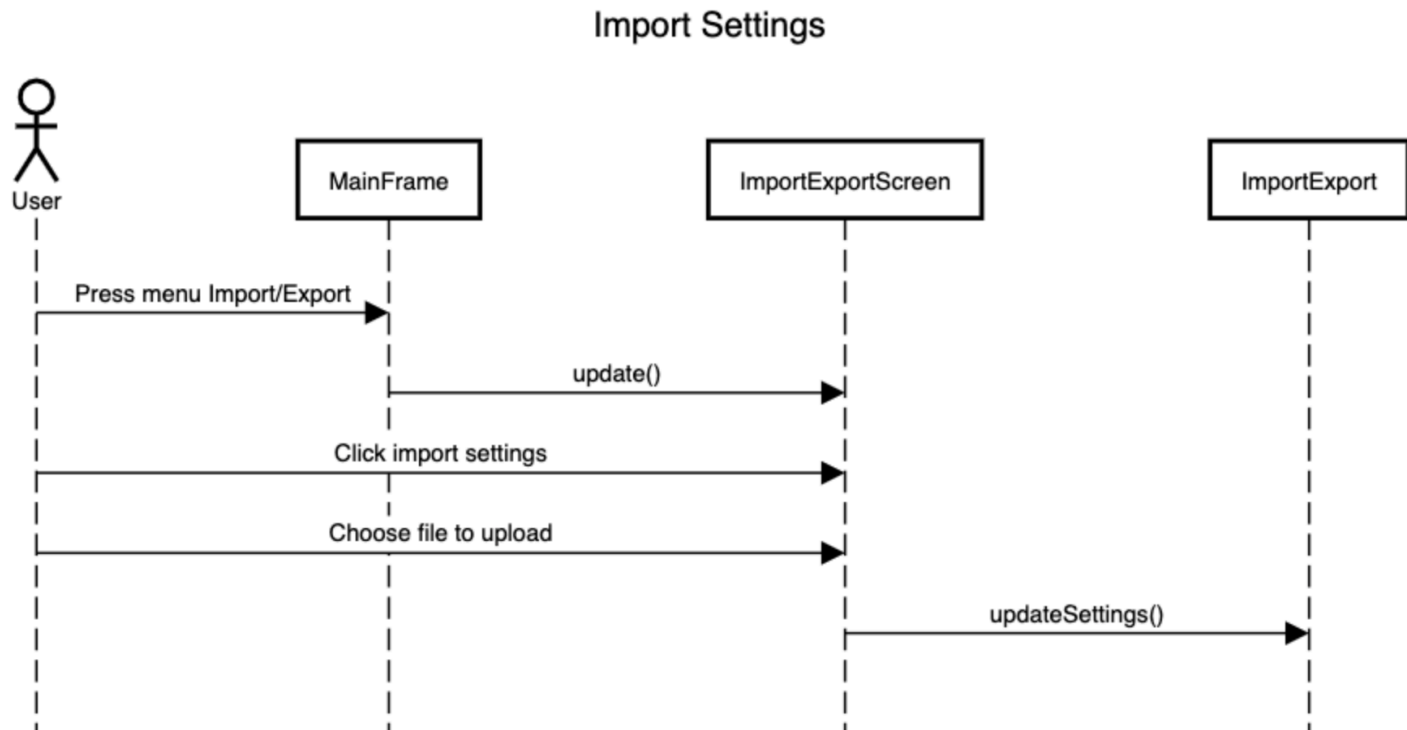 Import Settings
User
MainFrame
ImportExportScreen
ImportExport
Press menu Import/Export
update()
Click import settings
Choose file to upload
updateSettings()